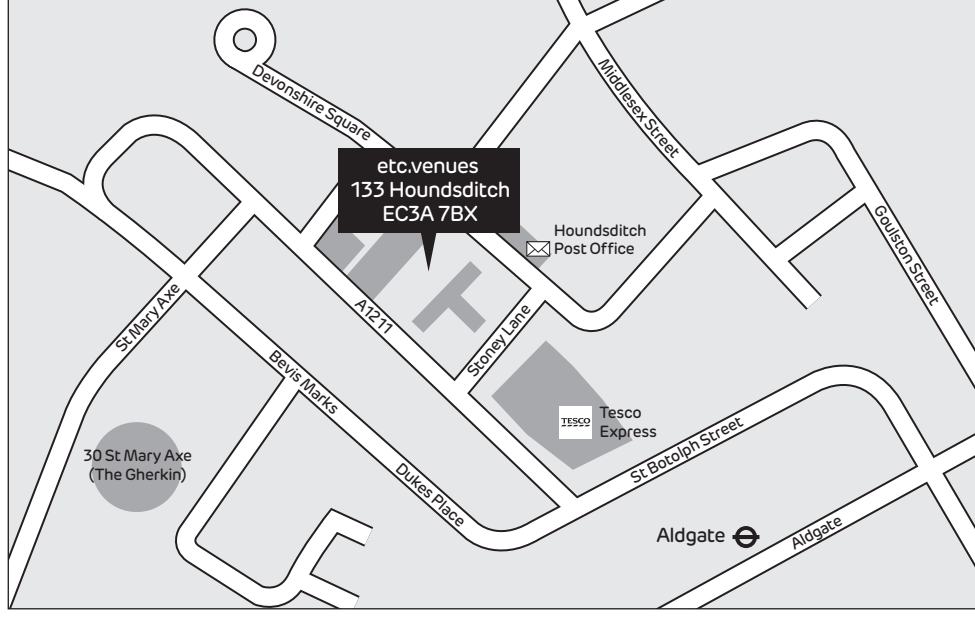 Devonshire Square
Middlesex Street
etc.venues
133 Houndsditch
EC3A 7BX
Houndsditch
Post Office
Goulston Street
St Mary Axe
A1211
Stoney Lane
Bevis Marks
TESCO
Tesco
Express
30 St Mary Axe
(The Gherkin)
St Botolph Street
Dukes Place
Aldgate
Aldgate